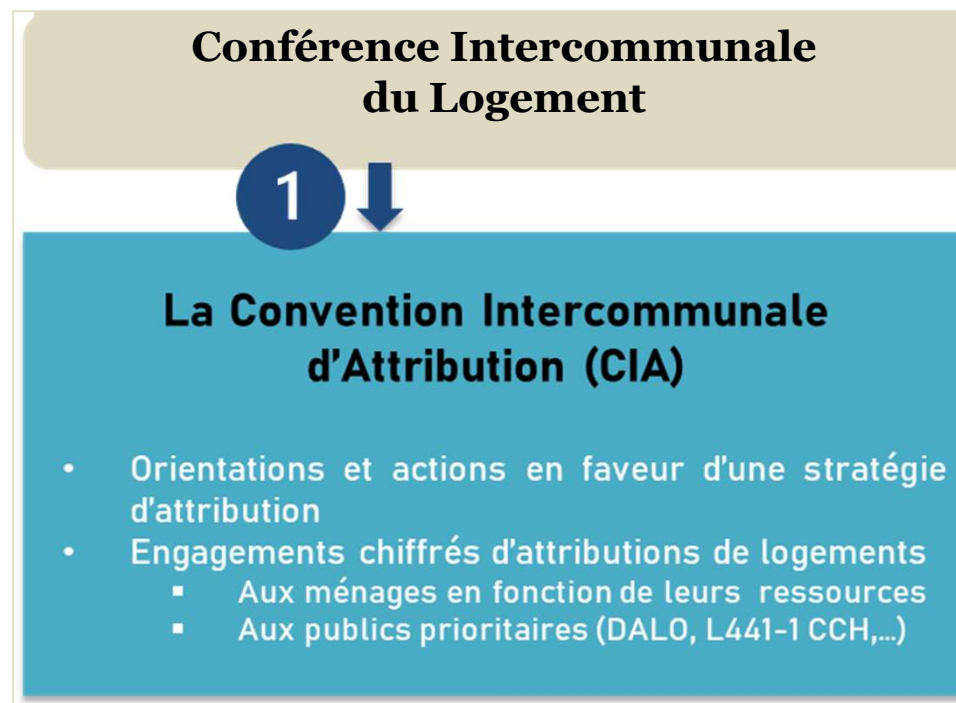 Conférence Intercommunale
du Logement
1
La Convention Intercommunale
d'Attribution (CIA)
• Orientations et actions en faveur d'une stratégie
d'attribution
• Engagements chiffrés d'attributions de logements
▪ Aux ménages en fonction de leurs ressources
▪ Aux publics prioritaires (DALO, L441-1 CCH,...)